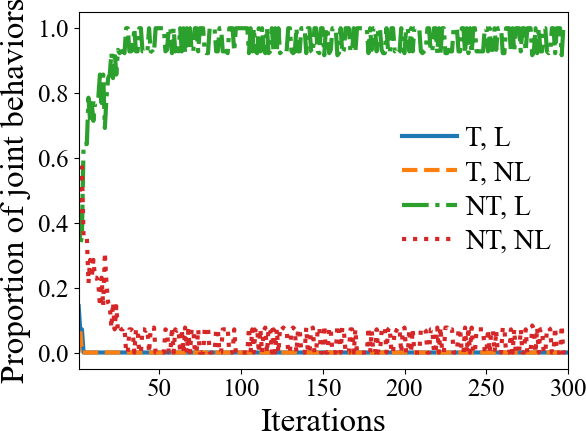 Proportion of joint behaviors
1.0
0.8
0.6
0.4
0.2
0.0
T, L
T, NL
NT, L
NT, NL
50 100 150 200 250 300
Iterations